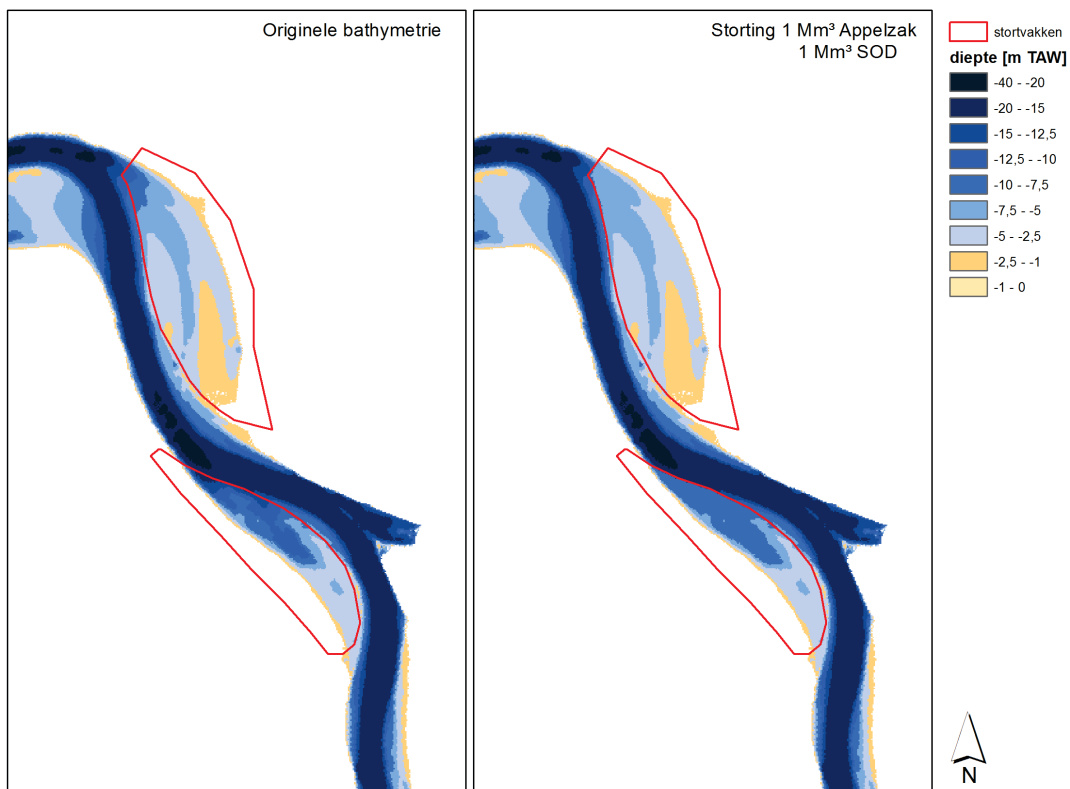 Originele bathymetrie
Storting 1 Mm³ Appelzak
1 Mm³ SOD
stortvakken
diepte [m TAW]
-40 - -20
-20 - -15
-15 - -12,5
-12,5 - -10
-10 - -7,5
-7,5 - -5
-5 - -2,5
-2,5 - -1
-1 - 0
N